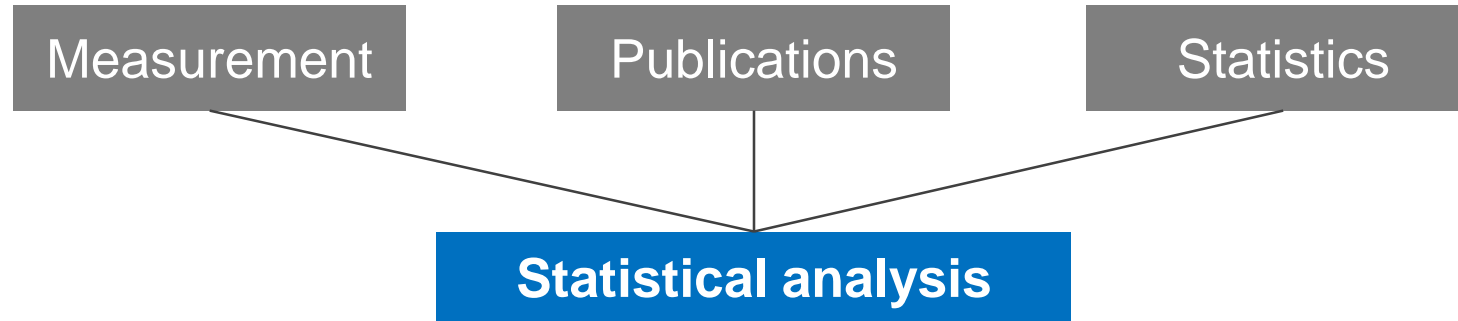 Measurement
Publications
Statistics
Statistical analysis